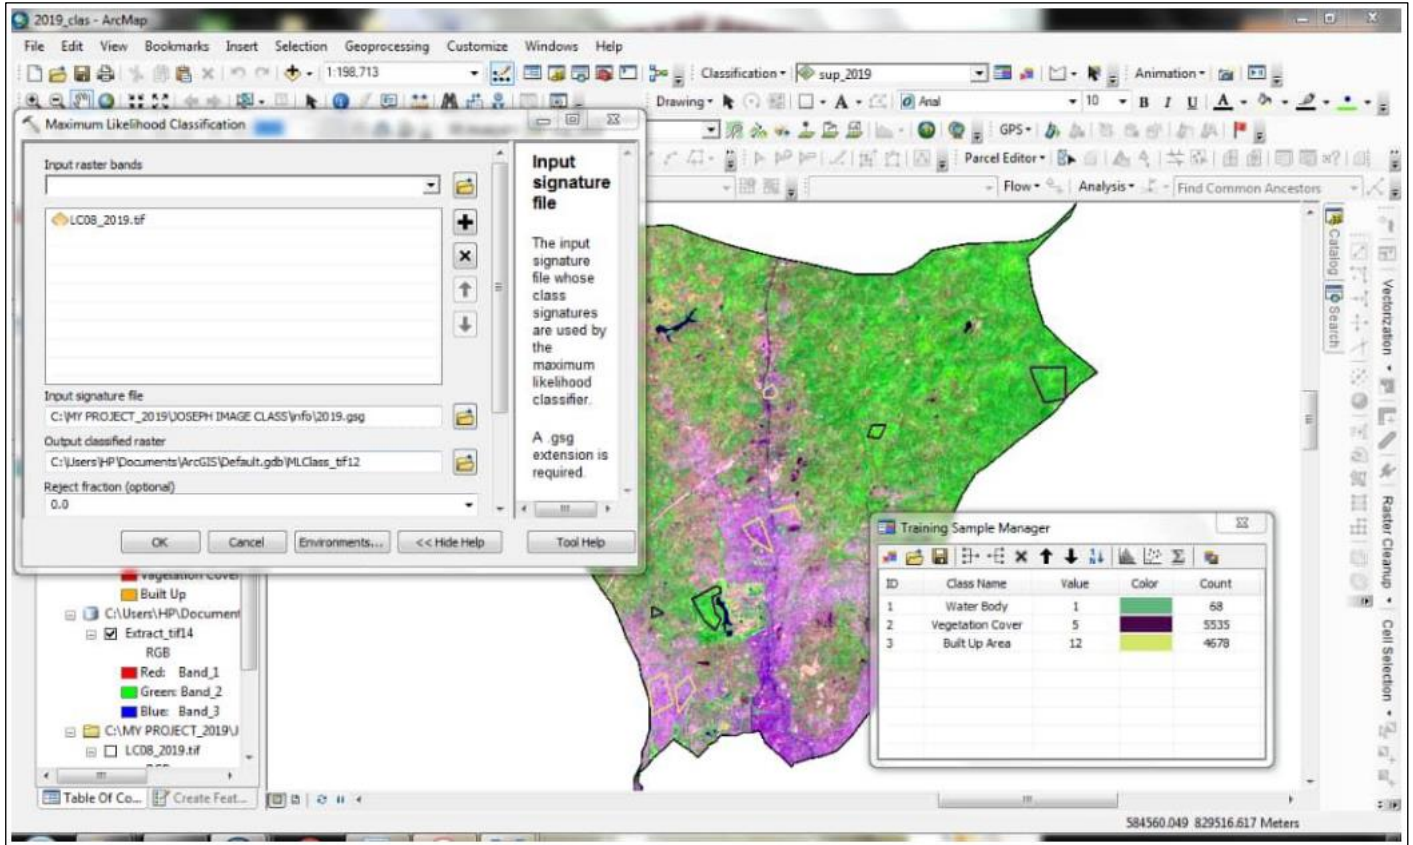 2019_clas - ArcMap
File Edit View Bookmarks Insert Selection Geoprocessing Customize Windows Help
1:198,713
Classification
sup_2019
Animation
Drawing
A
Arial
10
B I U A
GPS
Parcel Editor
Flow
Analysis
Find Common Ancestors
Maximum Likelihood Classification
Input raster bands
LC08_2019.tif
Input signature file
C:\MY PROJECT_2019\JOSEPH IMAGE CLASS\info\2019.gsg
Output classified raster
C:\Users\HP\Documents\ArcGIS\Default.gdb\MLClass_tif12
Reject fraction (optional)
0.0
OK
Cancel
Environments...
<< Hide Help
Tool Help
Input
signature
file
The input
signature
file whose
class
signatures
are used by
the
maximum
likelihood
classifier.
A .gsg
extension is
required.
Vegetation Cover
Built Up
C:\Users\HP\Document
Extract_tif14
RGB
Red: Band_1
Green: Band_2
Blue: Band_3
C:\MY PROJECT_2019\J
LC08_2019.tif
Table Of Co...
Create Feat...
Training Sample Manager
ID Class Name Value Color Count
1 Water Body 1 68
2 Vegetation Cover 5 5535
3 Built Up Area 12 4678
Catalog
Search
Vectorization
Raster Cleanup
Cell Selection
584560.049 829516.617 Meters